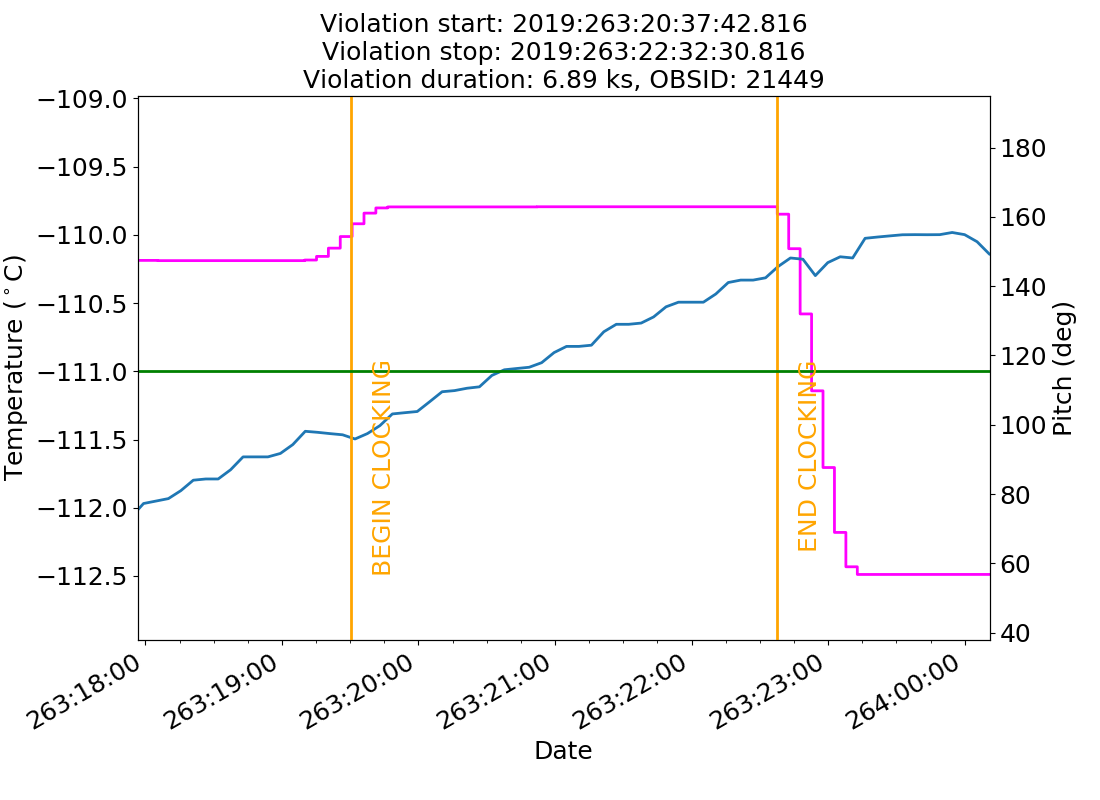 Violation start: 2019:263:20:37:42.816
Violation stop: 2019:263:22:32:30.816
Violation duration: 6.89 ks, OBSID: 21449
−109.0
−109.5
−110.0
−110.5
−111.0
−111.5
−112.0
−112.5
Temperature (°C)
180
160
140
120
100
80
60
40
Pitch (deg)
BEGIN CLOCKING
END CLOCKING
263:18:00
263:19:00
263:20:00
263:21:00
263:22:00
263:23:00
264:00:00
Date